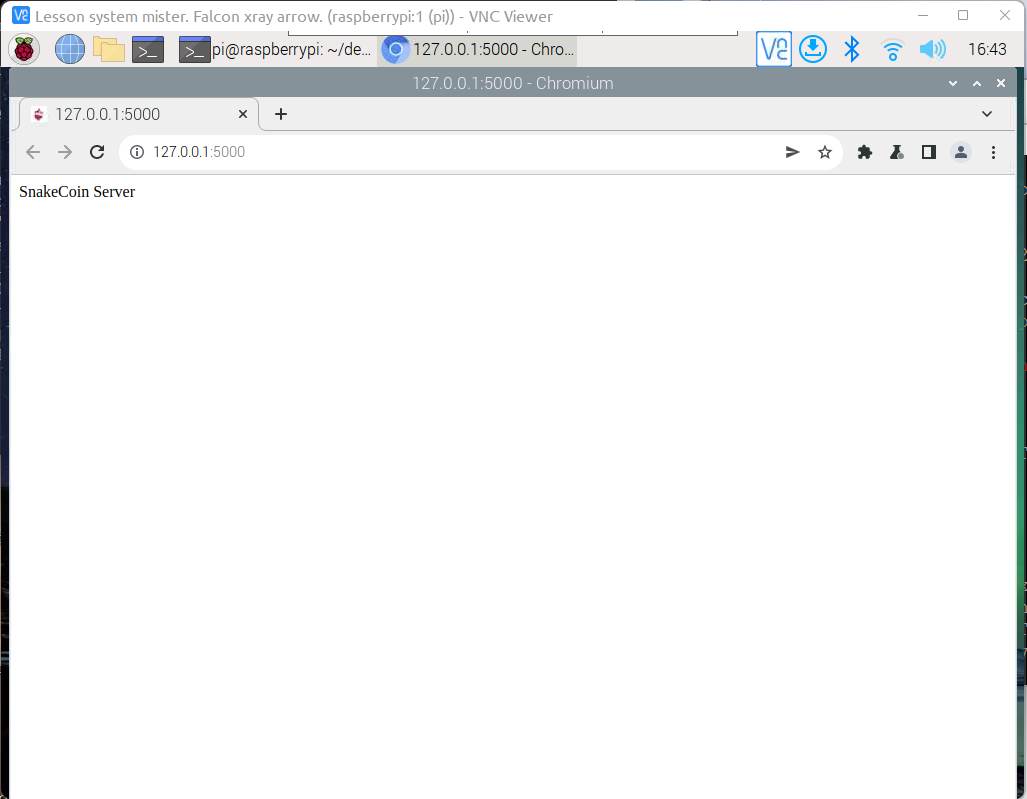 Lesson system mister. Falcon xray arrow. (raspberrypi:1 (pi)) - VNC Viewer
pi@raspberrypi: ~/de... 127.0.0.1:5000 - Chro... 16:43
127.0.0.1:5000 - Chromium
127.0.0.1:5000
127.0.0.1:5000
SnakeCoin Server